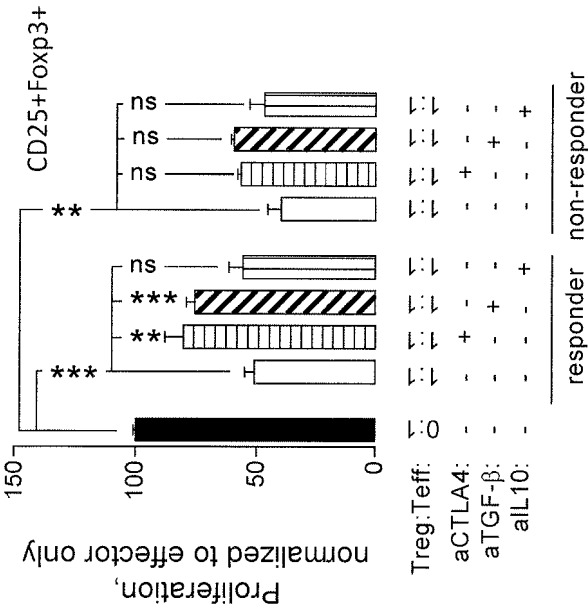 CD25+Foxp3+
Proliferation,
normalized to effector only
150
100
50
0
***
**
***
ns
**
ns
ns
ns
Treg:Teff: 0:1 1:1 1:1 1:1 1:1 1:1 1:1 1:1 1:1
aCTLA4: - - + - - - + - -
aTGF-β: - - - + - - - + -
aIL10: - - - - + - - - +
responder non-responder